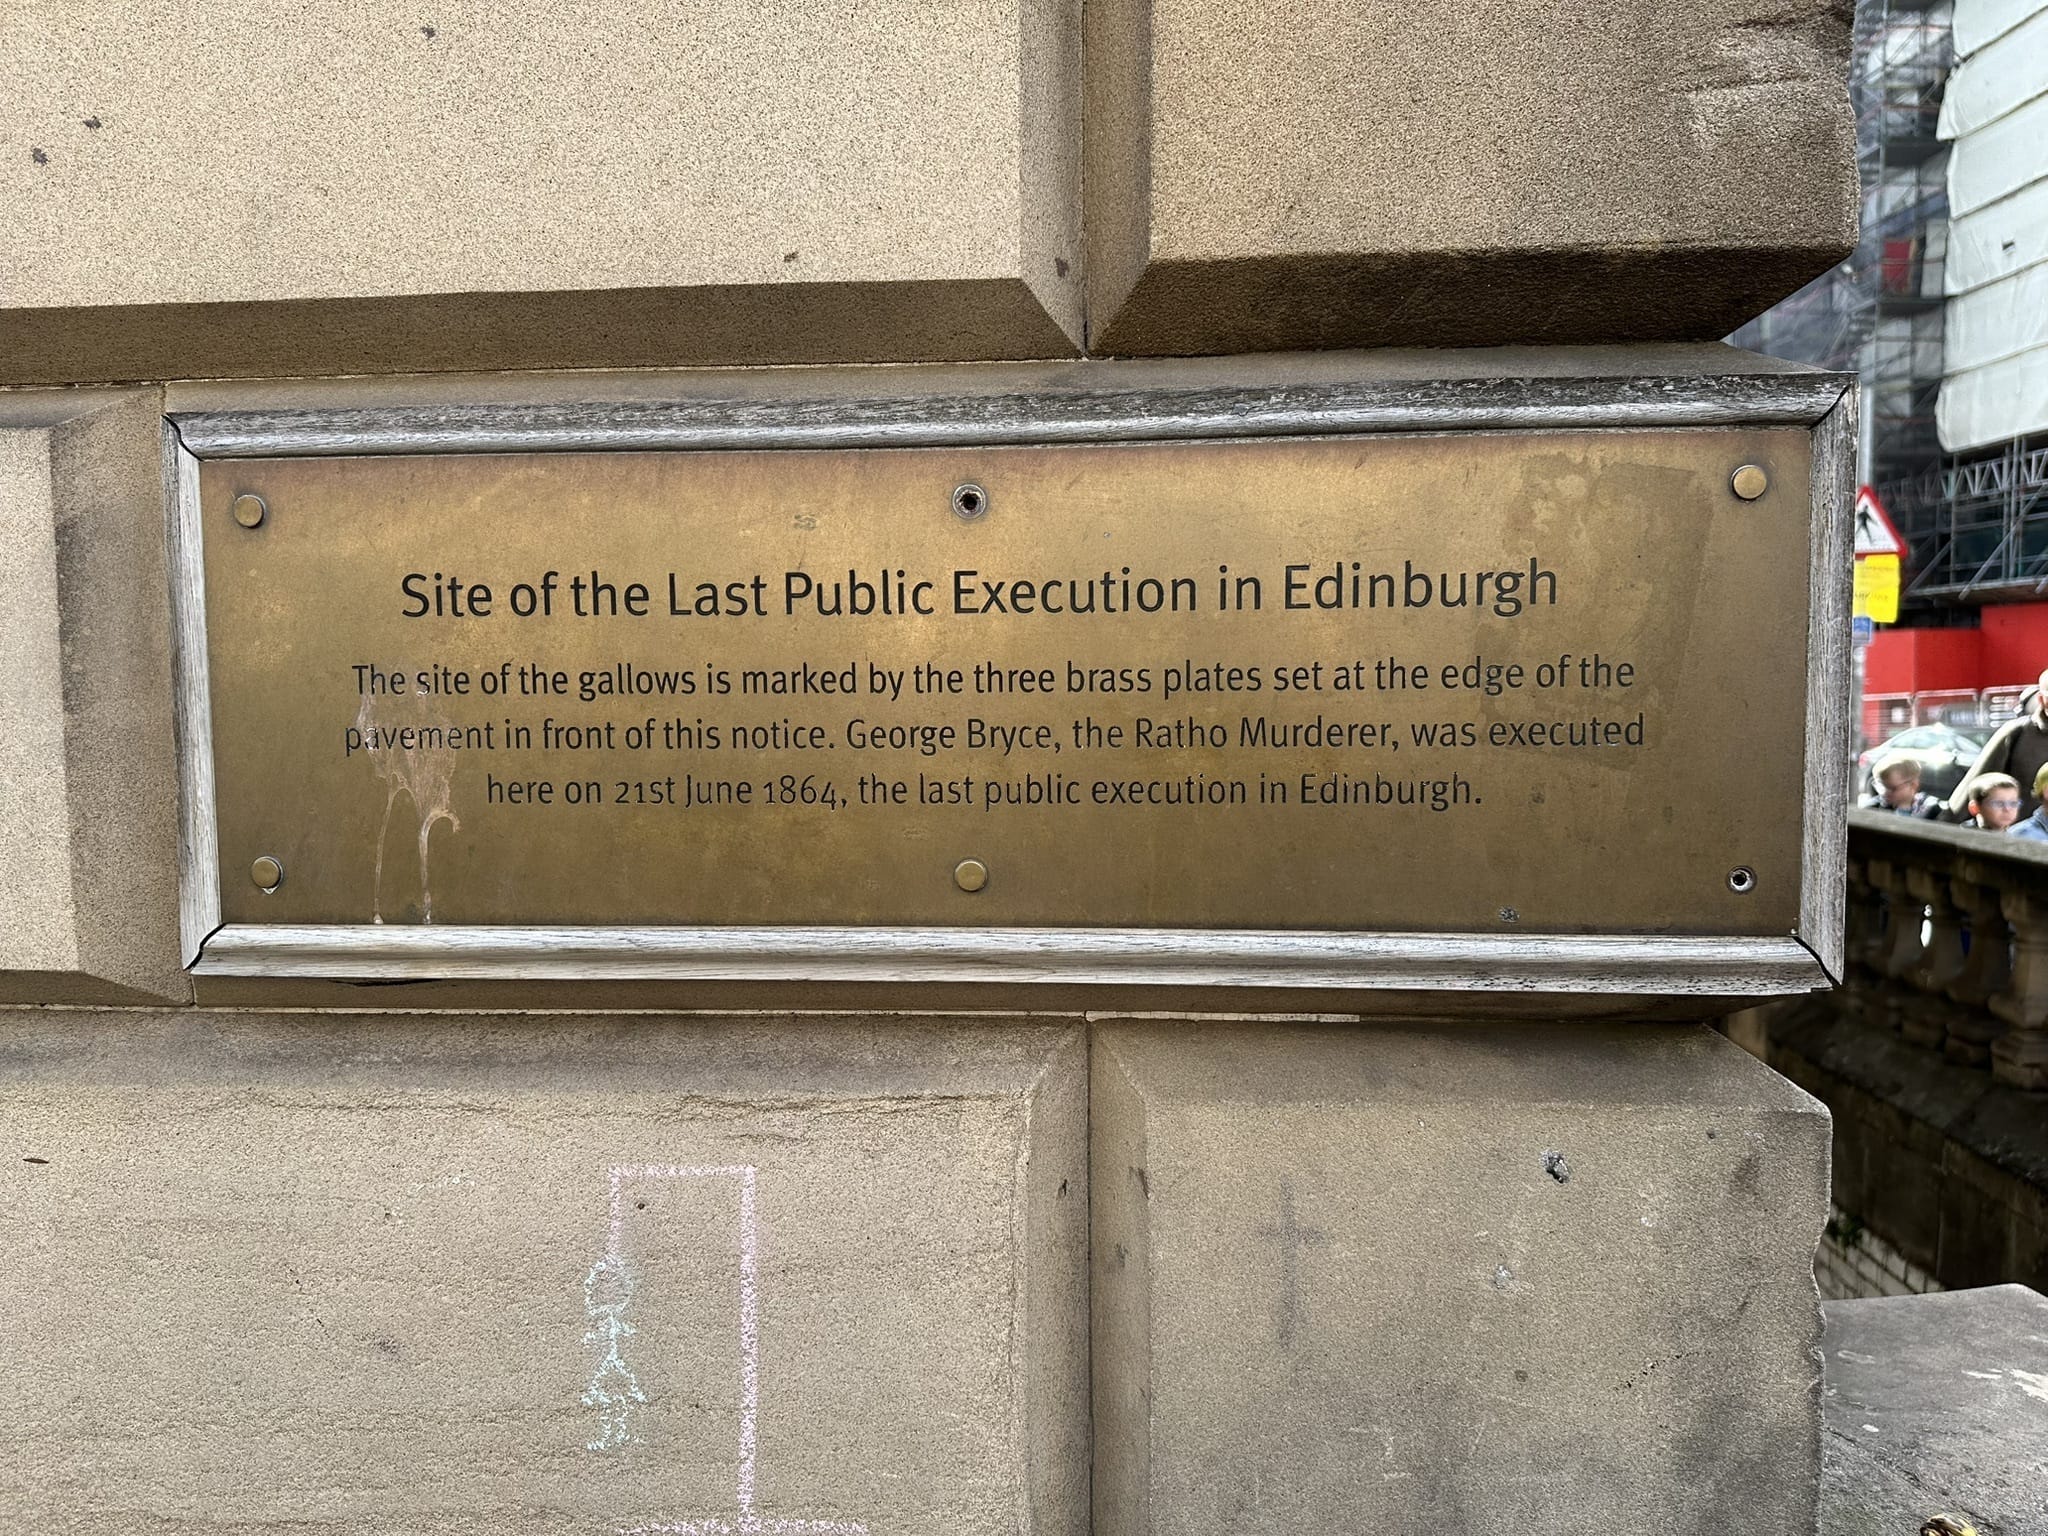 Site of the Last Public Execution in Edinburgh
The site of the gallows is marked by the three brass plates set at the edge of the
pavement in front of this notice. George Bryce, the Ratho Murderer, was executed
here on 21st June 1864, the last public execution in Edinburgh.